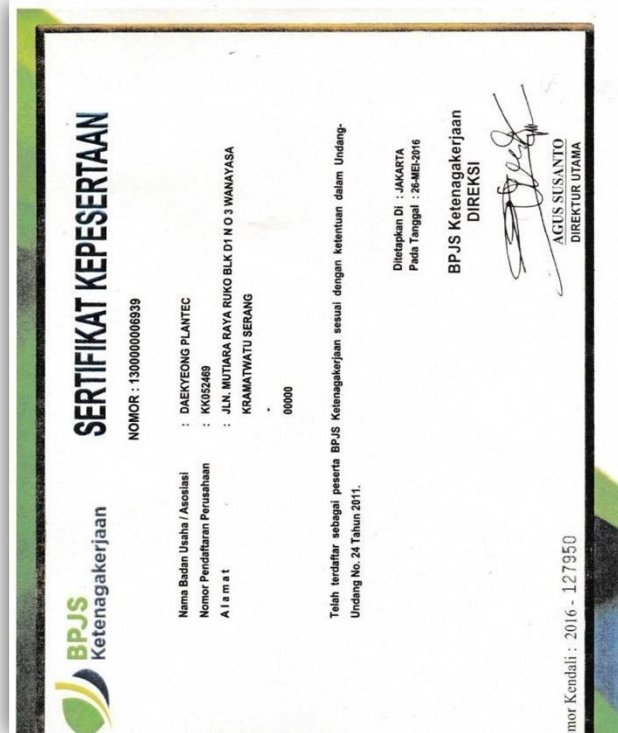 BPJS
Ketenagakerjaan
SERTIFIKAT KEPESERTAAN
NOMOR : 1300000006939
Nama Badan Usaha / Asosiasi : DAEKYEONG PLANTEC
Nomor Pendaftaran Perusahaan : KK052469
A l a m a t : JLN. MUTIARA RAYA RUKO BLK D1 N O 3 WANAYASA
KRAMATWATU SERANG
-
00000
Telah terdaftar sebagai peserta BPJS Ketenagakerjaan sesuai dengan ketentuan dalam Undang-
Undang No. 24 Tahun 2011.
Ditetapkan Di : JAKARTA
Pada Tanggal : 26-MEI-2016
BPJS Ketenagakerjaan
DIREKSI
AGUS SUSANTO
DIREKTUR UTAMA
mor Kendali : 2016 - 127950